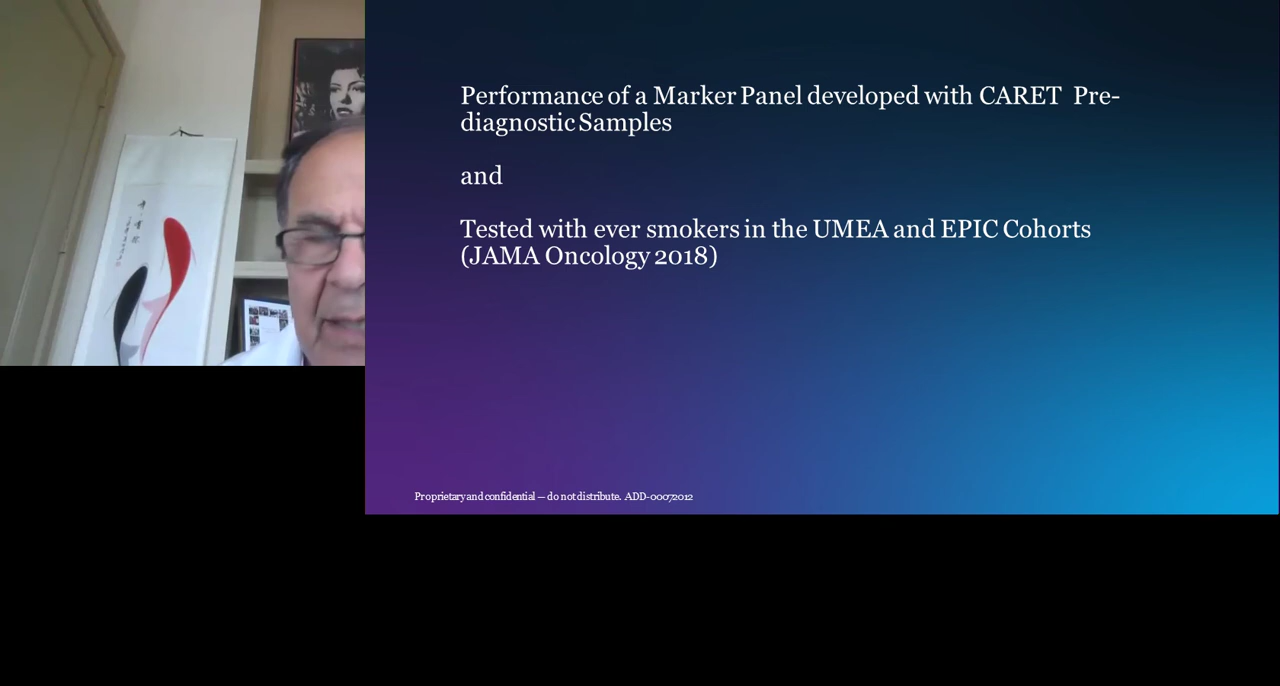 Performance of a Marker Panel developed with CARET Pre-
diagnostic Samples
and
Tested with ever smokers in the UMEA and EPIC Cohorts
(JAMA Oncology 2018)
Proprietary and confidential — do not distribute. ADD-00072012